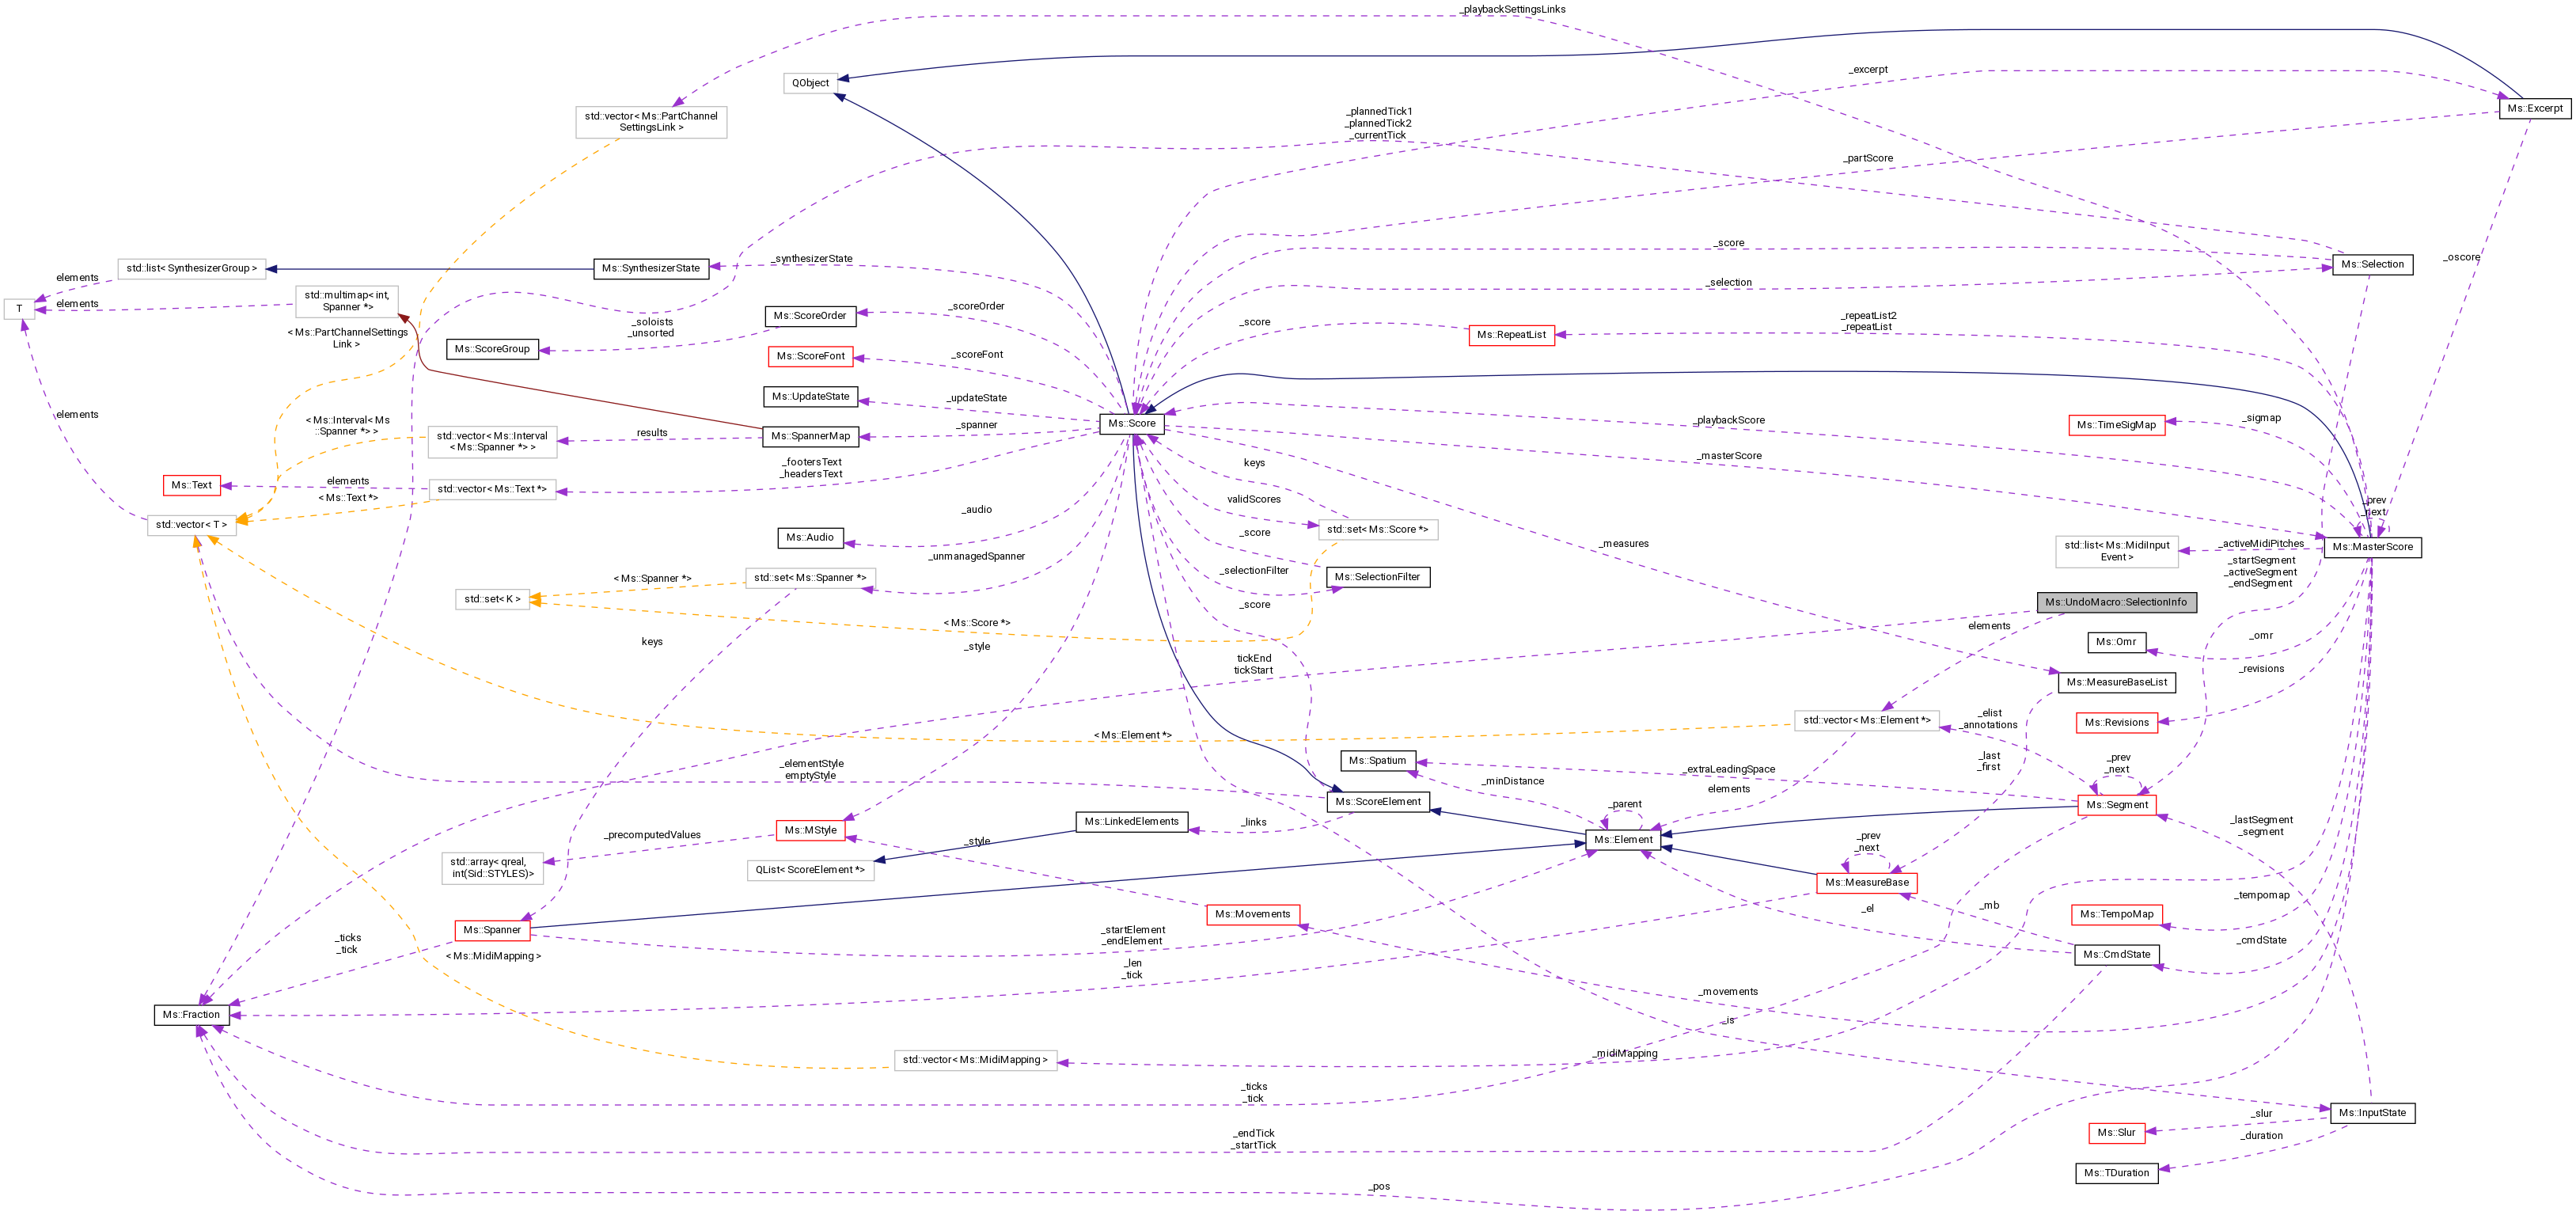 _playbackSettingsLinks
_excerpt
QObject
Ms::Excerpt
std::vector< Ms::PartChannel
SettingsLink >
_plannedTick1
_plannedTick2
_currentTick
_partScore
_score
_oscore
_synthesizerState
std::list< SynthesizerGroup >
Ms::SynthesizerState
Ms::Selection
elements
_selection
std::multimap< int,
Spanner *>
elements
T
_scoreOrder
Ms::ScoreOrder
_soloists
_unsorted
_score
_repeatList2
_repeatList
< Ms::PartChannelSettings
Link >
Ms::ScoreGroup
Ms::ScoreFont
_scoreFont
Ms::RepeatList
Ms::UpdateState
_updateState
elements
< Ms::Interval< Ms
::Spanner *> >
std::vector< Ms::Interval
< Ms::Spanner *> >
results
Ms::SpannerMap
_spanner
Ms::Score
_playbackScore
Ms::TimeSigMap
_sigmap
_footersText
_headersText
keys
_masterScore
Ms::Text
elements
std::vector< Ms::Text *>
< Ms::Text *>
validScores
_prev
_next
std::vector< T >
_audio
Ms::Audio
_score
std::set< Ms::Score *>
std::list< Ms::MidiInput
Event >
_activeMidiPitches
Ms::MasterScore
_unmanagedSpanner
_selectionFilter
Ms::SelectionFilter
_measures
_startSegment
_activeSegment
_endSegment
< Ms::Spanner *>
std::set< Ms::Spanner *>
std::set< K >
_score
< Ms::Score *>
Ms::UndoMacro::SelectionInfo
elements
keys
_style
Ms::Omr
_omr
tickEnd
tickStart
_revisions
Ms::MeasureBaseList
_elist
_annotations
std::vector< Ms::Element *>
Ms::Revisions
< Ms::Element *>
_last
_first
_elementStyle
emptyStyle
Ms::Spatium
_minDistance
_extraLeadingSpace
_prev
_next
elements
Ms::ScoreElement
_parent
Ms::Segment
_precomputedValues
Ms::MStyle
Ms::LinkedElements
_links
_lastSegment
_segment
std::array< qreal,
int(Sid::STYLES)>
QList< ScoreElement *>
_style
Ms::Element
_prev
_next
Ms::MeasureBase
_tempomap
Ms::Spanner
Ms::Movements
_el
_mb
Ms::TempoMap
_ticks
_tick
_startElement
_endElement
_cmdState
Ms::CmdState
< Ms::MidiMapping >
_len
_tick
_movements
Ms::Fraction
_is
std::vector< Ms::MidiMapping >
_midiMapping
_ticks
_tick
Ms::InputState
_slur
Ms::Slur
_endTick
_startTick
_duration
Ms::TDuration
_pos